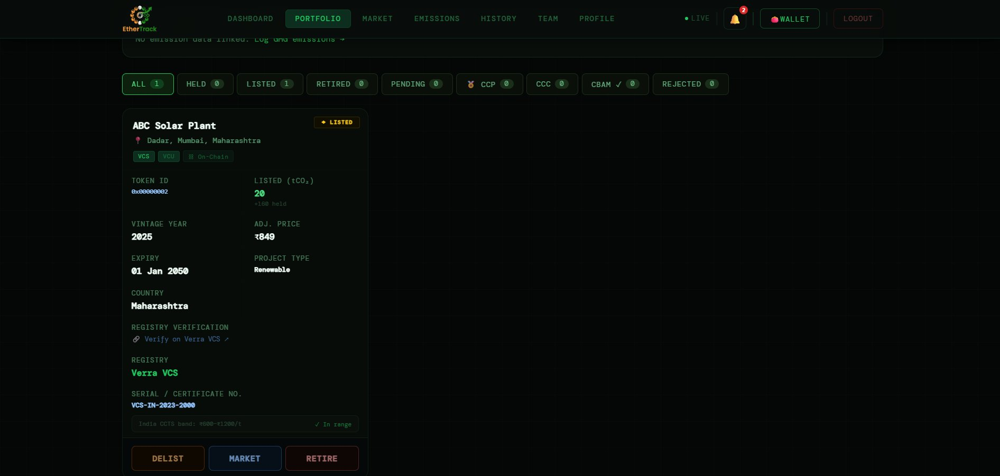 EtherTrack
DASHBOARD PORTFOLIO MARKET EMISSIONS HISTORY TEAM PROFILE
LIVE
2
WALLET
LOGOUT
No emission data linked. Log GHG emissions →
ALL 1
HELD 0
LISTED 1
RETIRED 0
PENDING 0
CCP 0
CCC 0
CBAM ✓ 0
REJECTED 0
ABC Solar Plant
◆ LISTED
Dadar, Mumbai, Maharashtra
VCS VCU On-Chain
TOKEN ID
0x00000002
LISTED (tCO₂)
20
+160 held
VINTAGE YEAR
2025
ADJ. PRICE
₹849
EXPIRY
01 Jan 2050
PROJECT TYPE
Renewable
COUNTRY
Maharashtra
REGISTRY VERIFICATION
Verify on Verra VCS ↗
REGISTRY
Verra VCS
SERIAL / CERTIFICATE NO.
VCS-IN-2023-2000
India CCTS band: ₹600–₹1200/t
✓ In range
DELIST
MARKET
RETIRE